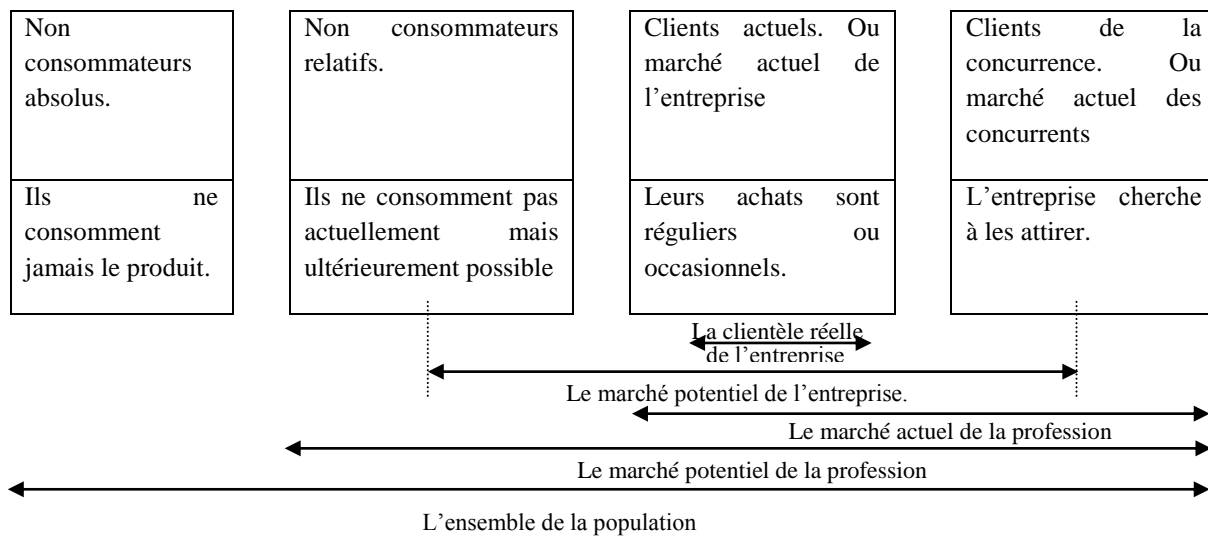 Non
consommateurs
absolus.
Ils ne
consomment
jamais le produit.
Non consommateurs
relatifs.
Ils ne consomment pas
actuellement mais
ultérieurement possible
Clients actuels. Ou
marché actuel de
l’entreprise
Leurs achats sont
réguliers ou
occasionnels.
Clients de la
concurrence. Ou
marché actuel des
concurrents
L’entreprise cherche
à les attirer.
La clientèle réelle
de l’entreprise
Le marché potentiel de l’entreprise.
Le marché actuel de la profession
Le marché potentiel de la profession
L’ensemble de la population